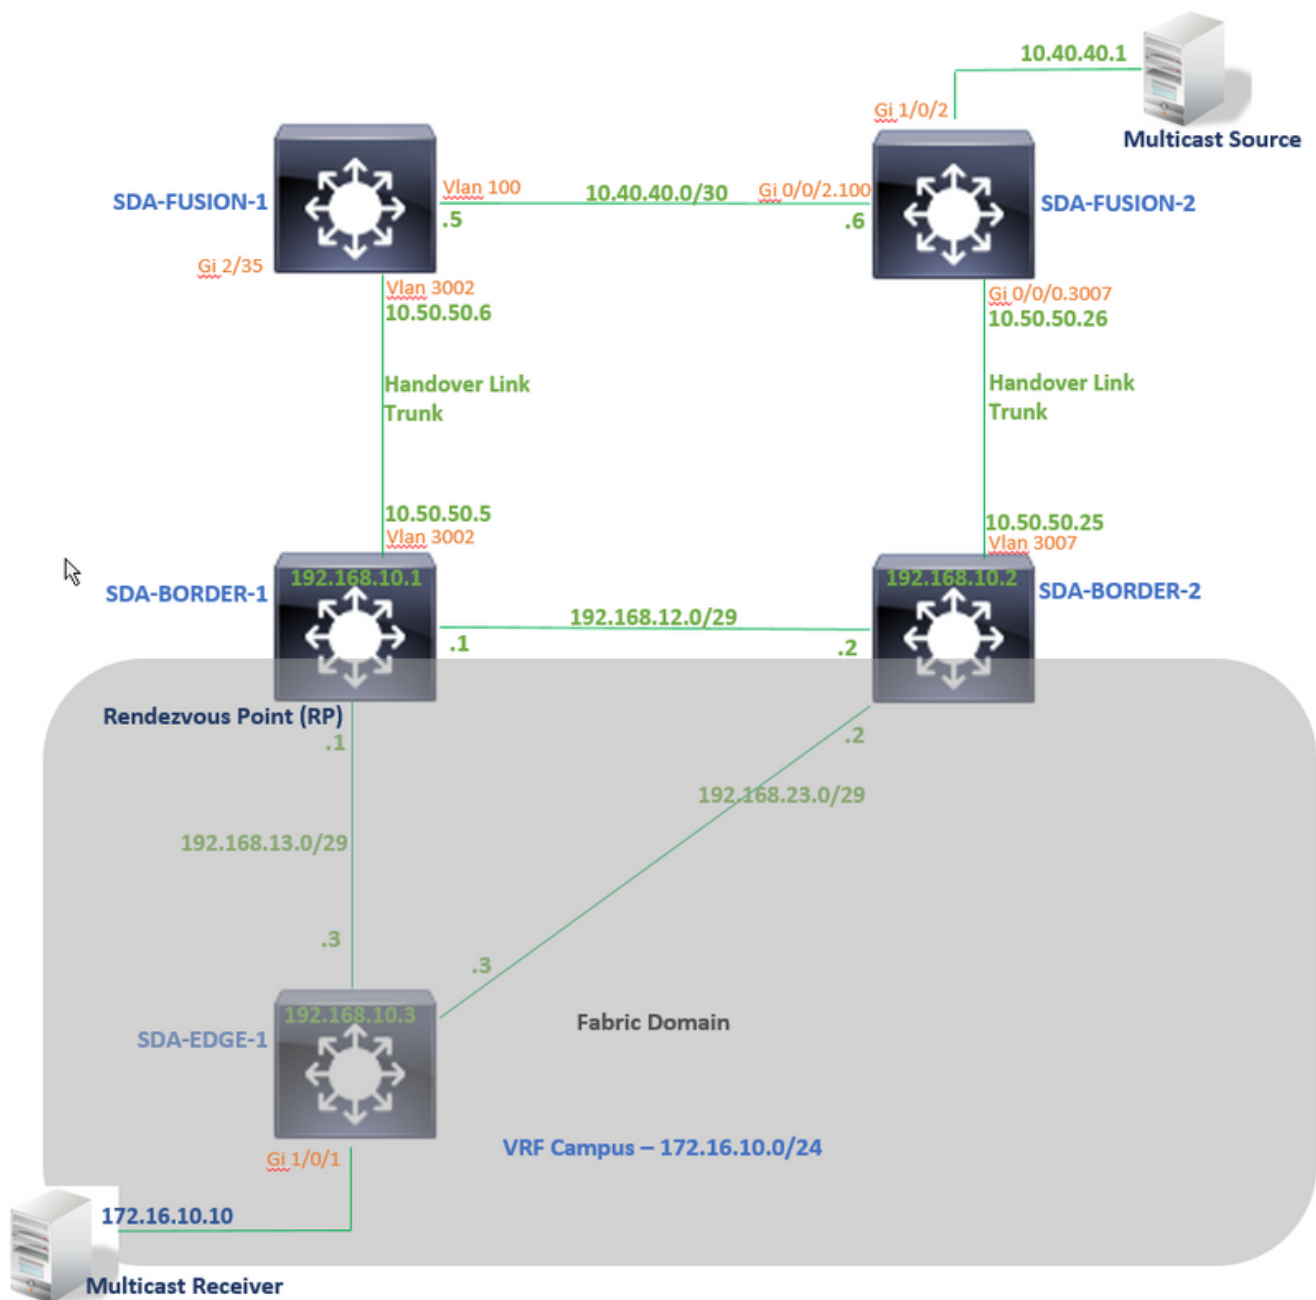 10.40.40.1
Gi 1/0/2
Multicast Source
SDA-FUSION-1
Vlan 100
10.40.40.0/30
Gi 0/0/2.100
SDA-FUSION-2
.5
.6
Gi 2/35
Vlan 3002
10.50.50.6
Gi 0/0/0.3007
10.50.50.26
Handover Link
Trunk
Handover Link
Trunk
10.50.50.5
Vlan 3002
10.50.50.25
Vlan 3007
SDA-BORDER-1
192.168.10.1
192.168.10.2
SDA-BORDER-2
192.168.12.0/29
.1
.2
Rendezvous Point (RP)
.1
.2
192.168.23.0/29
192.168.13.0/29
.3
.3
192.168.10.3
SDA-EDGE-1
Fabric Domain
VRF Campus – 172.16.10.0/24
Gi 1/0/1
172.16.10.10
Multicast Receiver